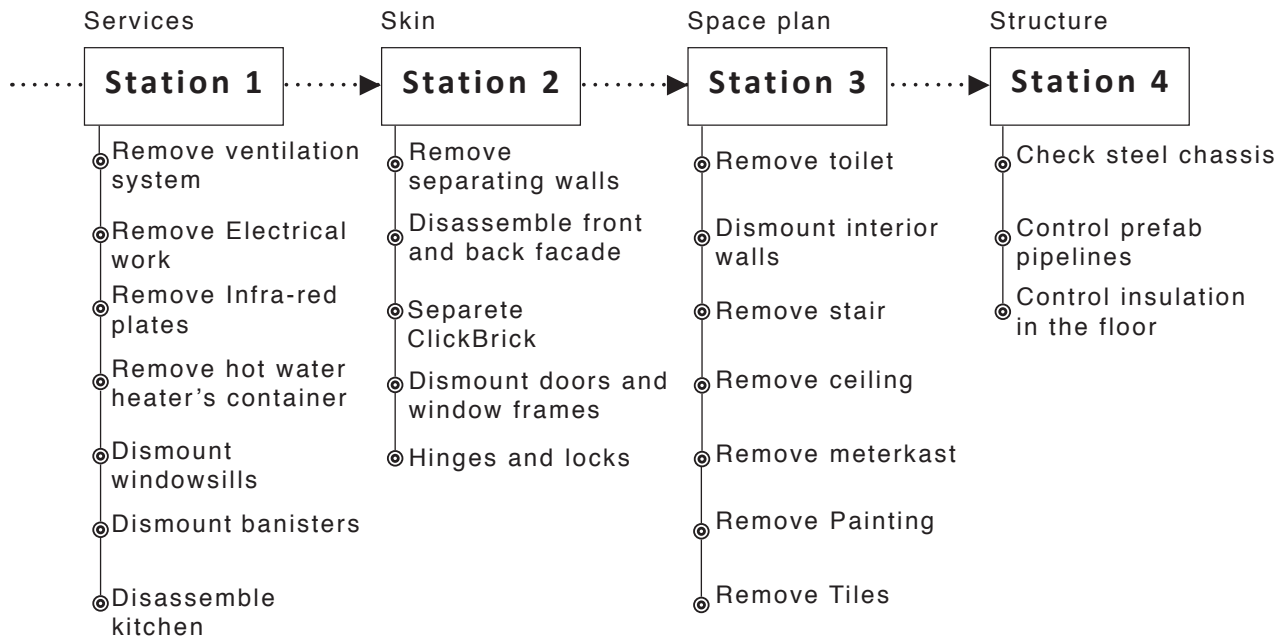 Services
Station 1
Remove ventilation
system
Remove Electrical
work
Remove Infra-red
plates
Remove hot water
heater's container
Dismount
windowsills
Dismount banisters
Disassemble
kitchen
Skin
Station 2
Remove
separating walls
Disassemble front
and back facade
Separete
ClickBrick
Dismount doors and
window frames
Hinges and locks
Space plan
Station 3
Remove toilet
Dismount interior
walls
Remove stair
Remove ceiling
Remove meterkast
Remove Painting
Remove Tiles
Structure
Station 4
Check steel chassis
Control prefab
pipelines
Control insulation
in the floor